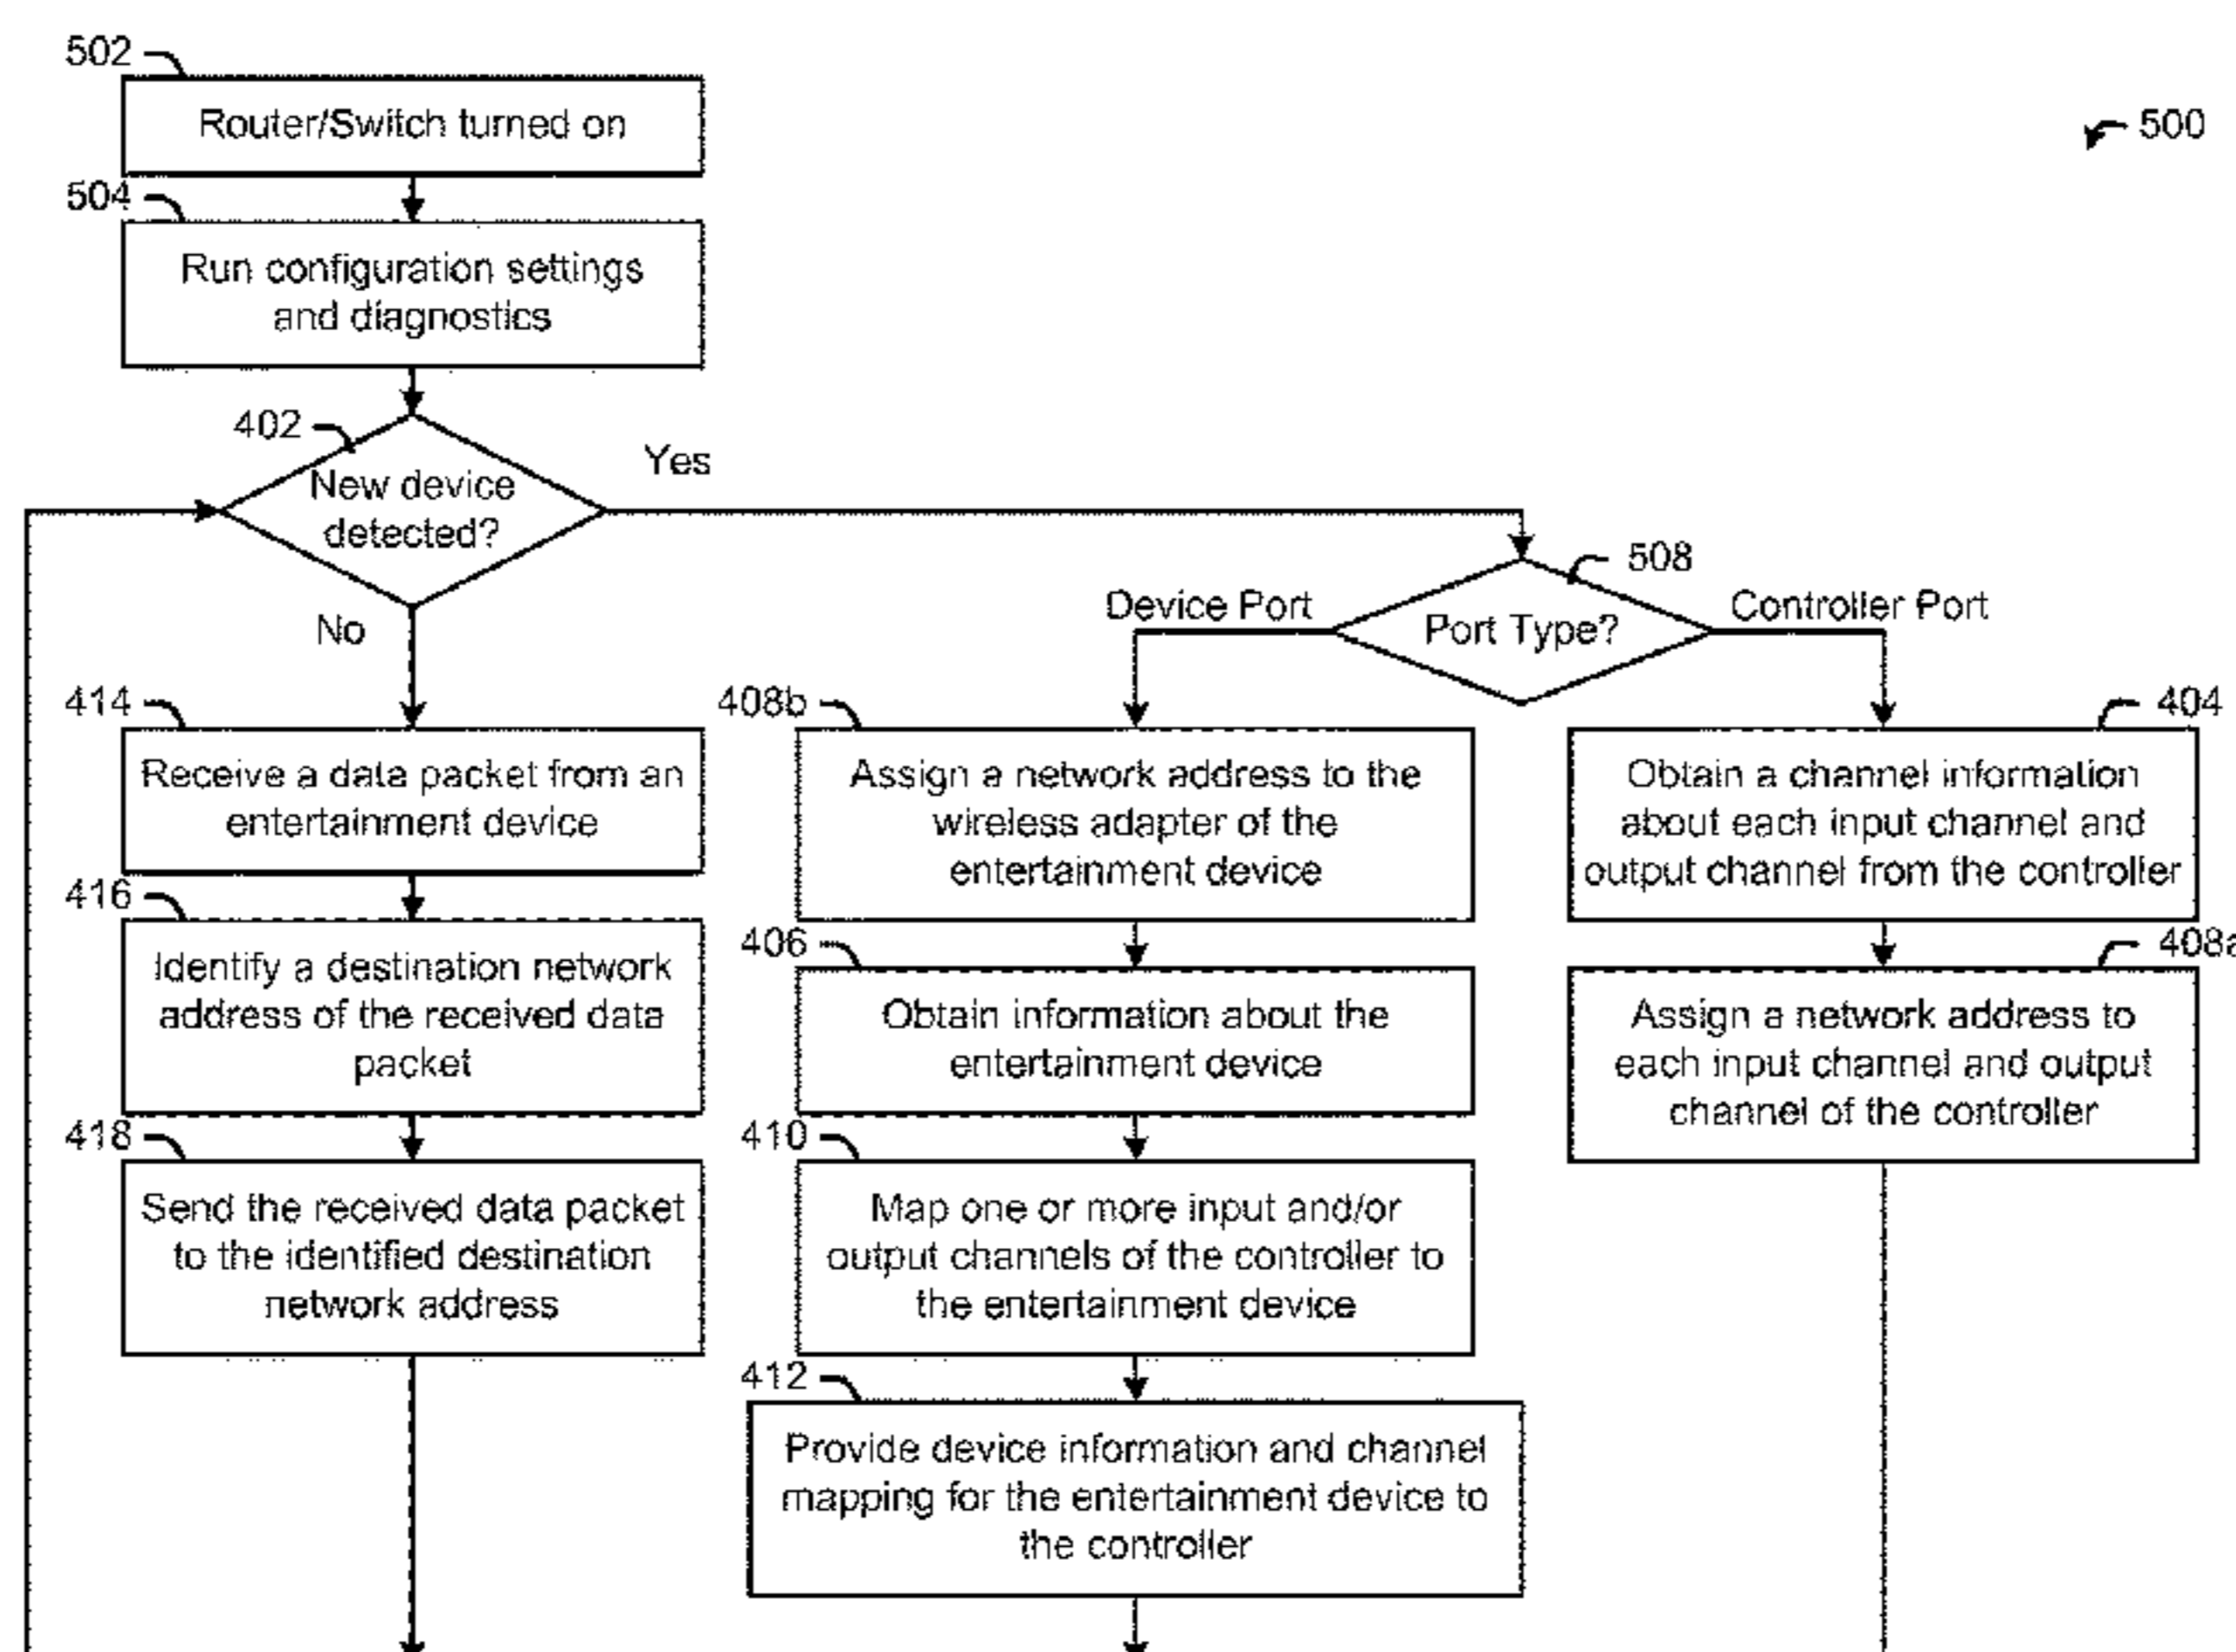 502
Router/Switch turned on
500
504
Run configuration settings
and diagnostics
402
New device
detected?
Yes
No
508
Port Type?
Device Port
Controller Port
414
Receive a data packet from an
entertainment device
416
Identify a destination network
address of the received data
packet
418
Send the received data packet
to the identified destination
network address
408b
Assign a network address to the
wireless adapter of the
entertainment device
406
Obtain information about the
entertainment device
410
Map one or more input and/or
output channels of the controller to
the entertainment device
412
Provide device information and channel
mapping for the entertainment device to
the controller
404
Obtain a channel information
about each input channel and
output channel from the controller
408a
Assign a network address to
each input channel and output
channel of the controller